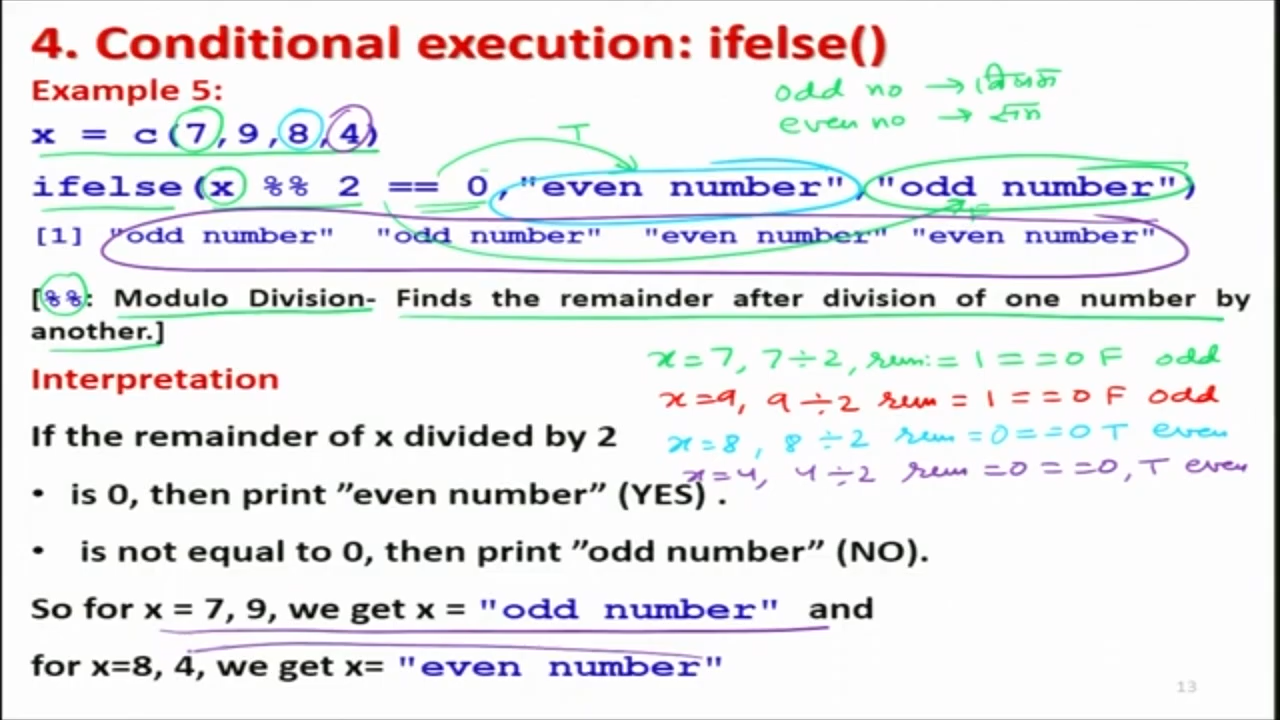 4. Conditional execution: ifelse()
Example 5:
odd no → विषम
even no → सम
x = c(7,9,8,4)
T
ifelse(x %% 2 == 0,"even number","odd number")
F
[1] "odd number" "odd number" "even number" "even number"
[%%: Modulo Division- Finds the remainder after division of one number by
another.]
x=7, 7÷2, rem: = 1 ==0 F odd
Interpretation
x=9, 9÷2 rem = 1 ==0 F odd
If the remainder of x divided by 2
x=8, 8÷2 rem =0==0 T even
x=4, 4÷2 rem =0 ==0, T even
• is 0, then print ”even number” (YES) .
• is not equal to 0, then print ”odd number” (NO).
So for x = 7, 9, we get x = "odd number" and
for x=8, 4, we get x= "even number"
13